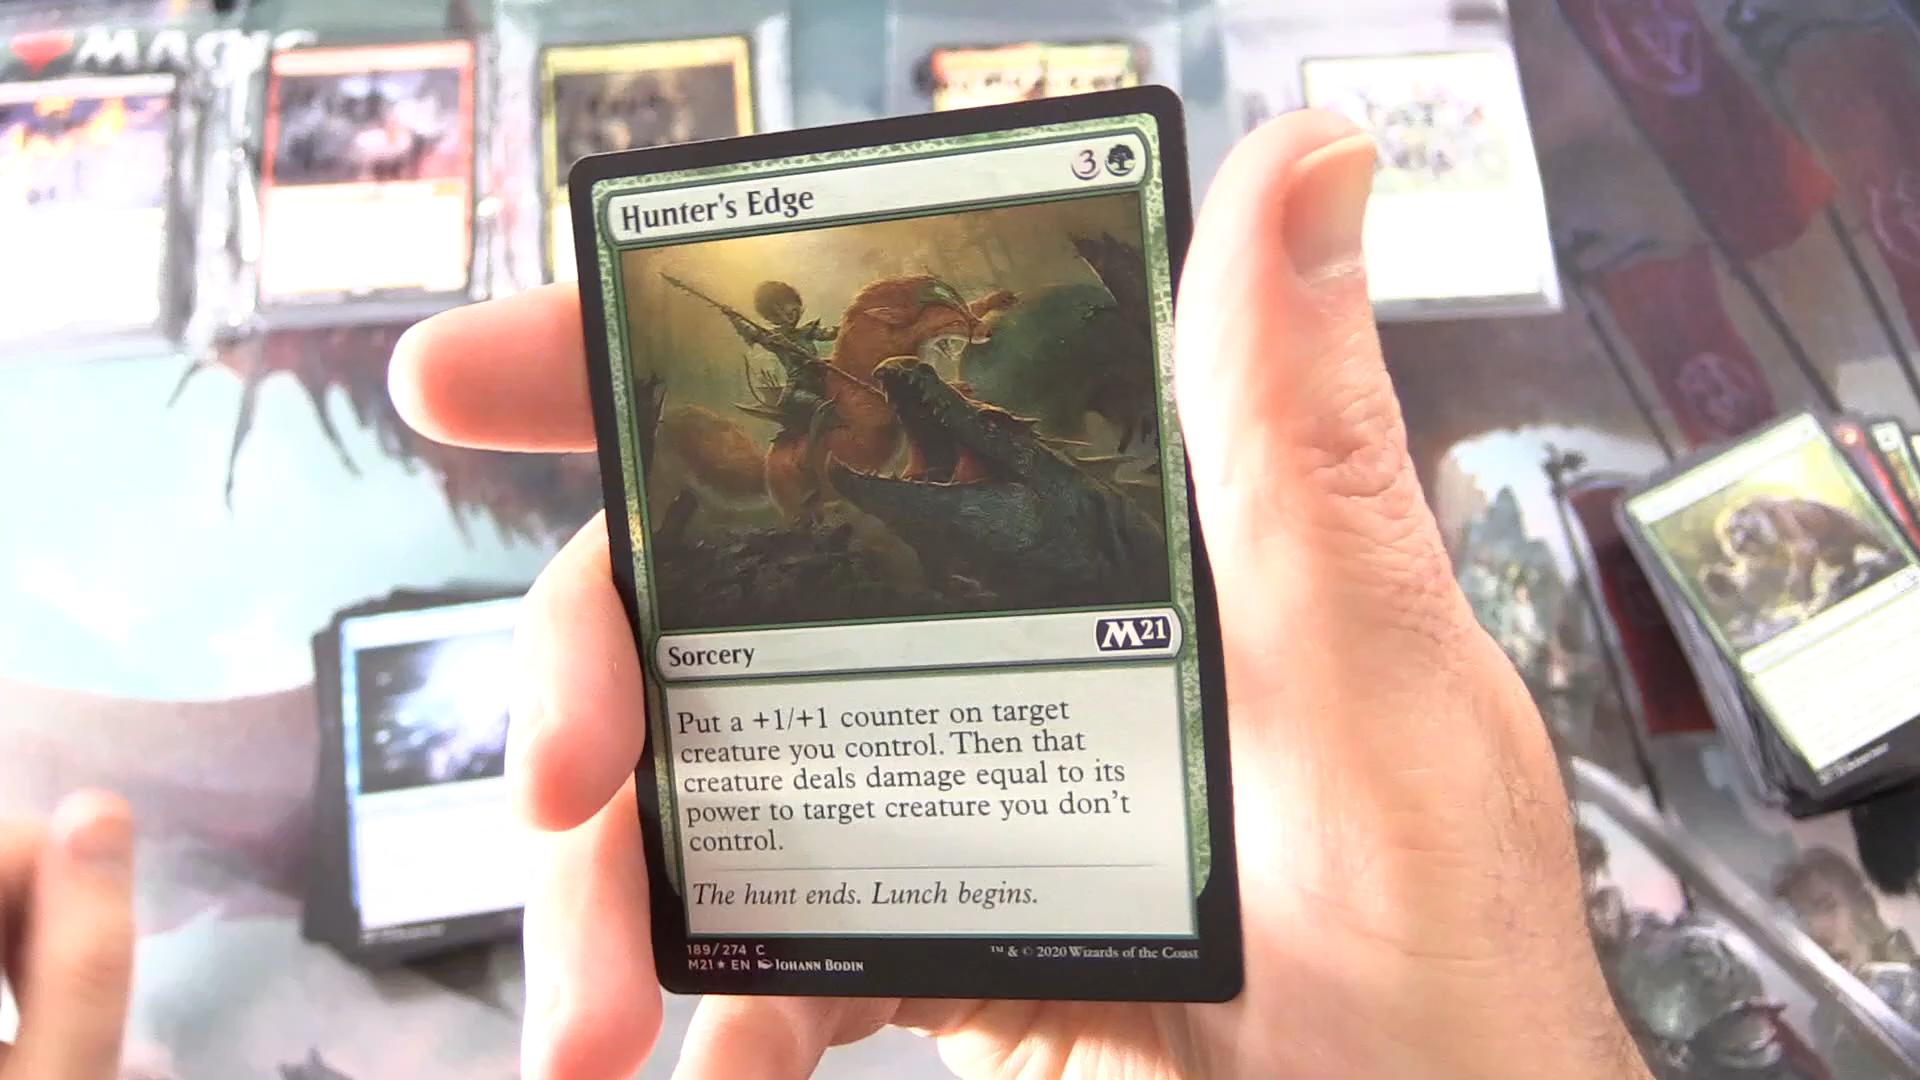 MAGIC
Hunter's Edge
3
M21
Sorcery
Put a +1/+1 counter on target
creature you control. Then that
creature deals damage equal to its
power to target creature you don't
control.
The hunt ends. Lunch begins.
189/274 C
M21 ★ EN Johann Bodin
™ & © 2020 Wizards of the Coast